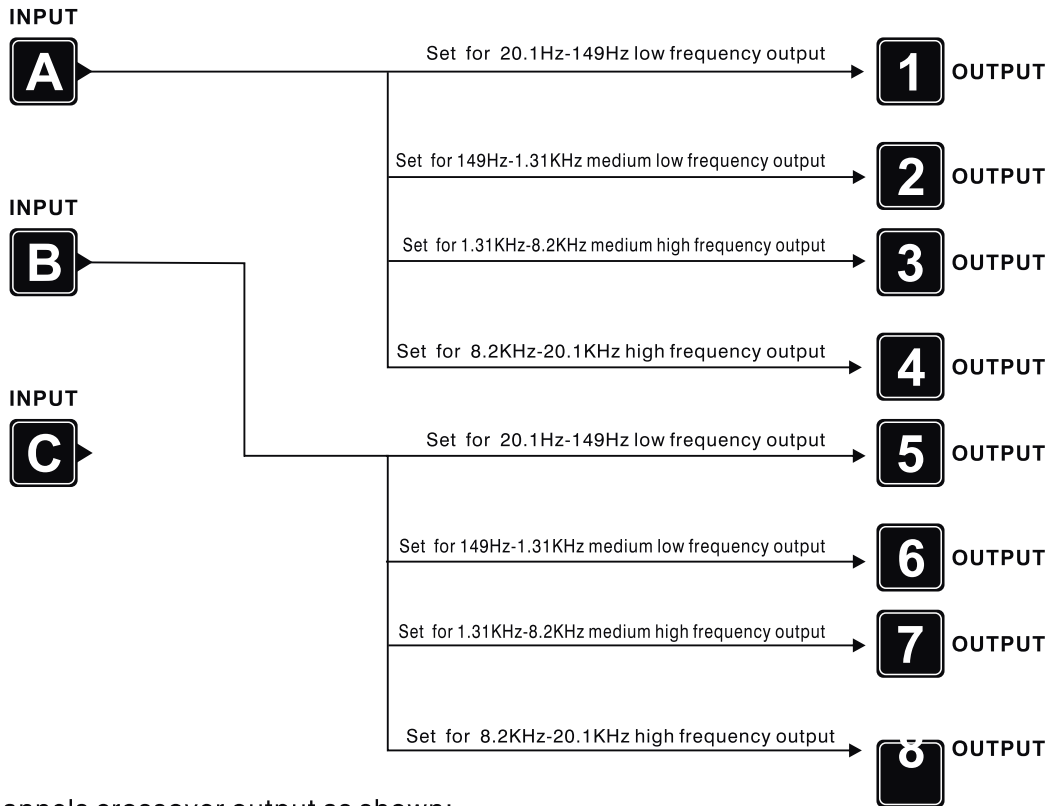 INPUT
A
Set for 20.1Hz-149Hz low frequency output
1 OUTPUT
Set for 149Hz-1.31KHz medium low frequency output
2 OUTPUT
INPUT
B
Set for 1.31KHz-8.2KHz medium high frequency output
3 OUTPUT
Set for 8.2KHz-20.1KHz high frequency output
4 OUTPUT
INPUT
C
Set for 20.1Hz-149Hz low frequency output
5 OUTPUT
Set for 149Hz-1.31KHz medium low frequency output
6 OUTPUT
Set for 1.31KHz-8.2KHz medium high frequency output
7 OUTPUT
Set for 8.2KHz-20.1KHz high frequency output
8 OUTPUT
crossover output as shown: